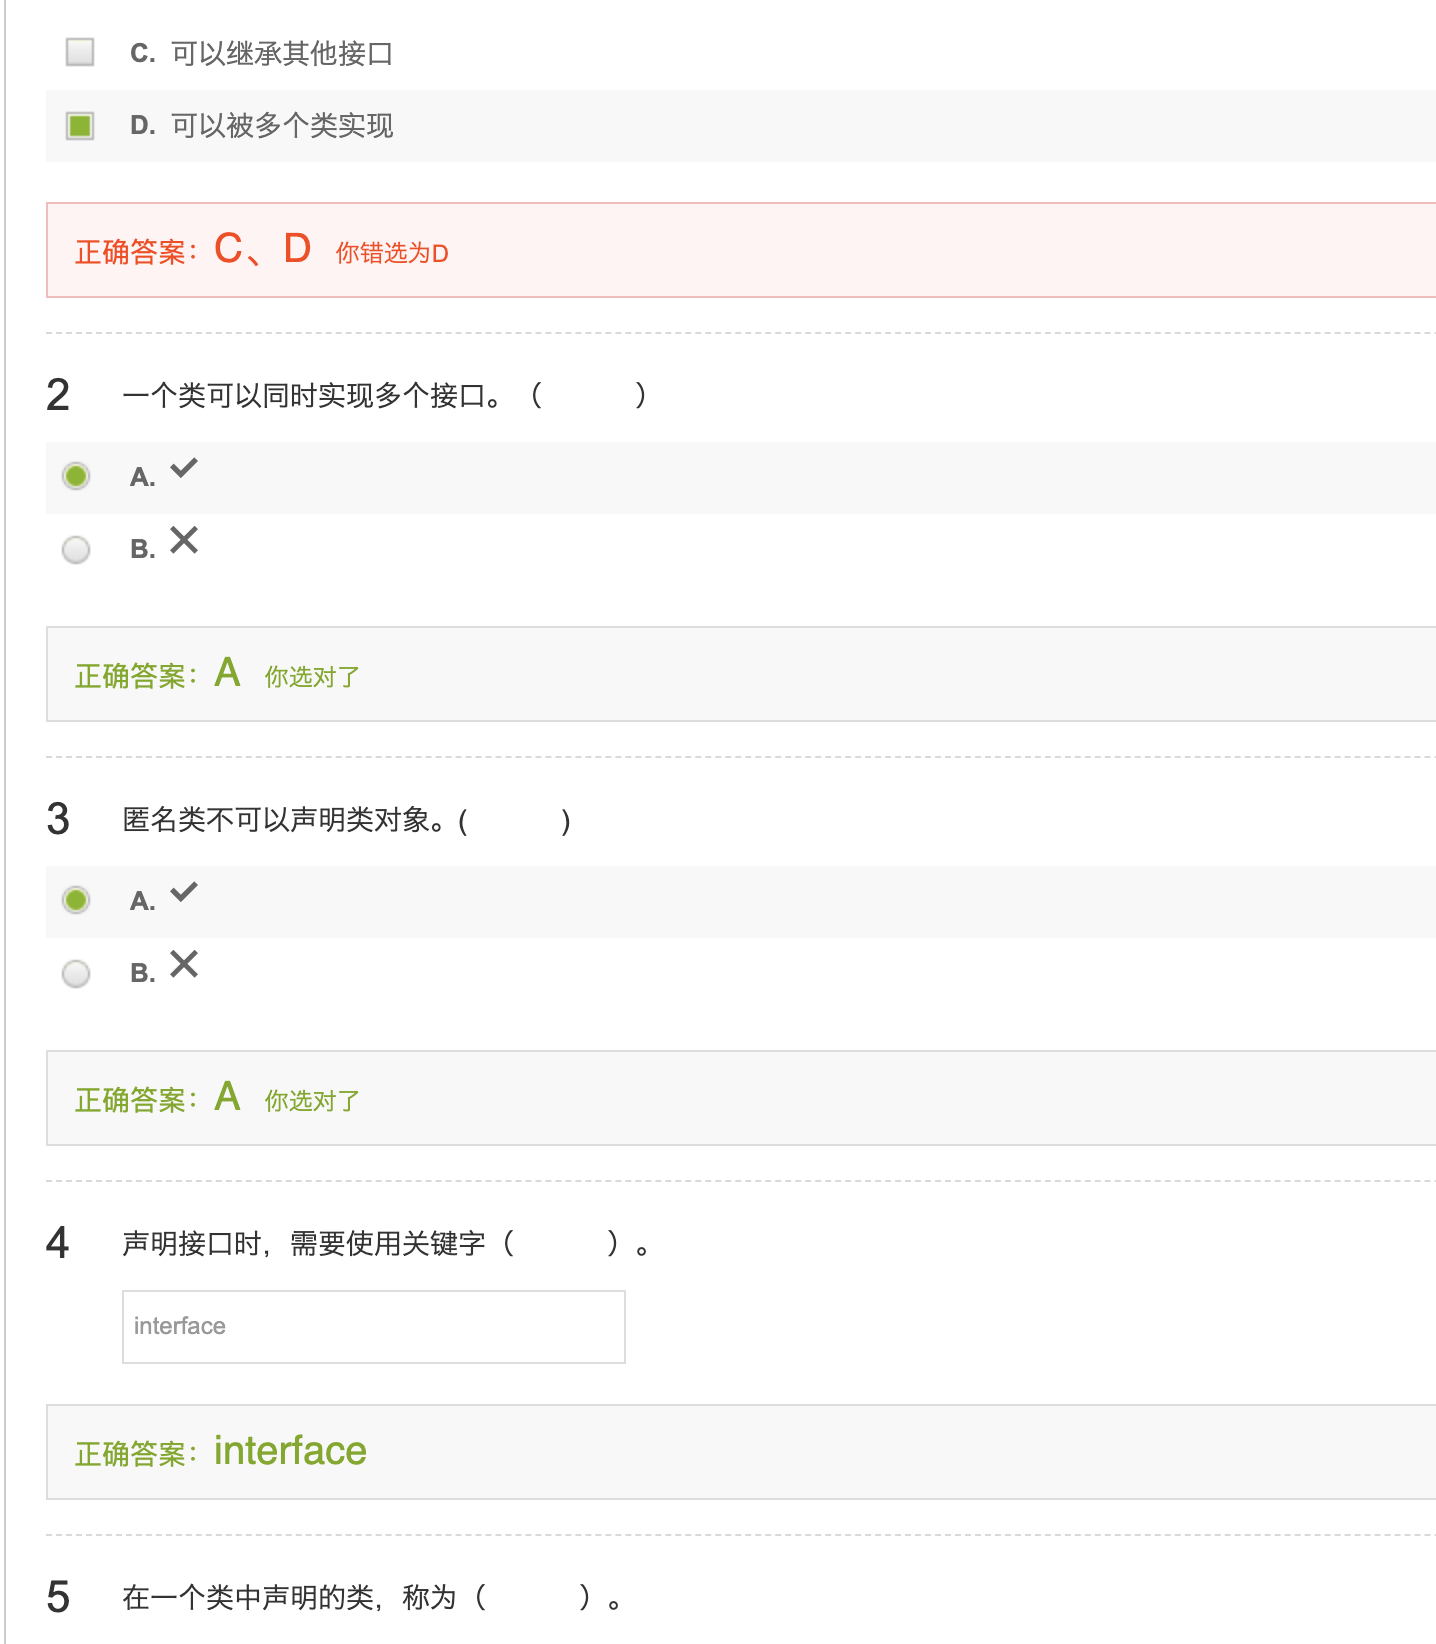 C. 可以继承其他接口
D. 可以被多个类实现
正确答案：C、D 你错选为D
2 一个类可以同时实现多个接口。（ ）
A. ✓
B. ✕
正确答案：A 你选对了
3 匿名类不可以声明类对象。( )
A. ✓
B. ✕
正确答案：A 你选对了
4 声明接口时，需要使用关键字（ ）。
interface
正确答案：interface
5 在一个类中声明的类，称为（ ）。